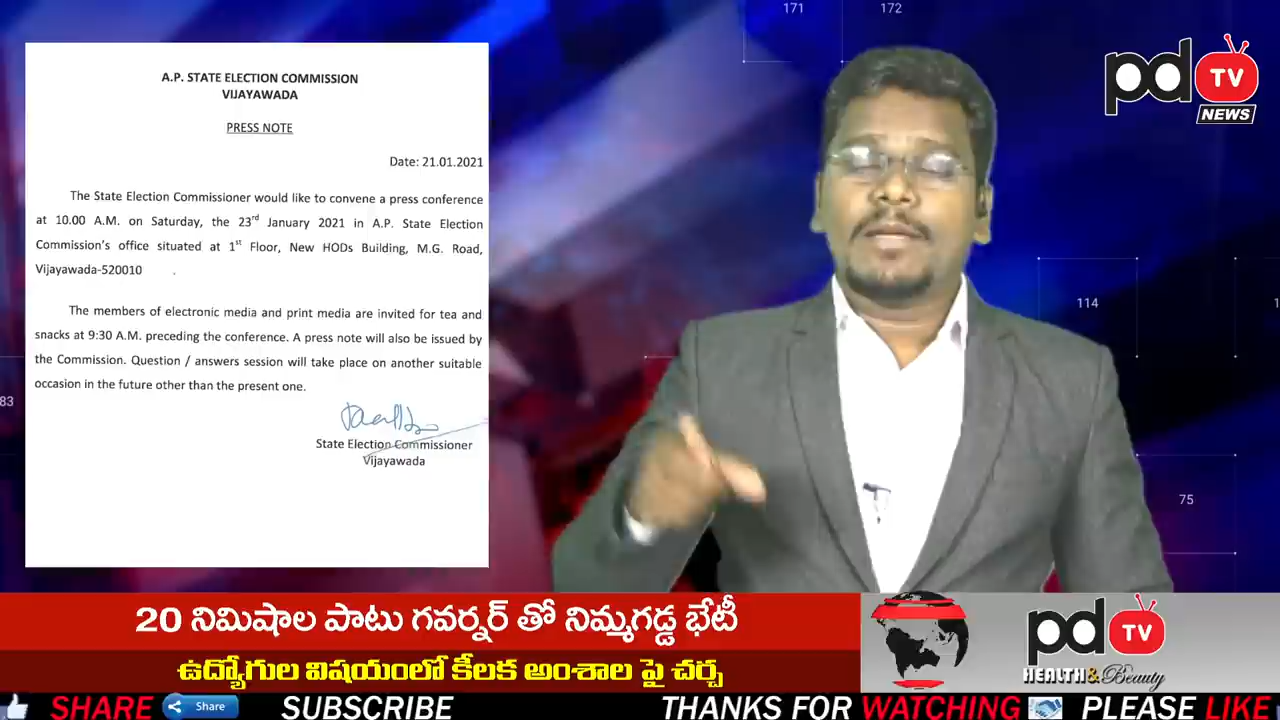 171
172
A.P. STATE ELECTION COMMISSION
VIJAYAWADA
PRESS NOTE
Date: 21.01.2021
The State Election Commissioner would like to convene a press conference
at 10.00 A.M. on Saturday, the 23rd January 2021 in A.P. State Election
Commission's office situated at 1st Floor, New HODs Building, M.G. Road,
Vijayawada-520010
The members of electronic media and print media are invited for tea and
snacks at 9:30 A.M. preceding the conference. A press note will also be issued by
the Commission. Question / answers session will take place on another suitable
occasion in the future other than the present one.
State Election Commissioner
Vijayawada
pd TV
NEWS
114
83
75
20 నిమిషాల పాటు గవర్నర్ తో నిమ్మగడ్డ భేటీ
ఉద్యోగుల విషయంలో కీలక అంశాల పై చర్చ
pd TV
HEALTH & Beauty
SHARE Share SUBSCRIBE THANKS FOR WATCHING PLEASE LIKE